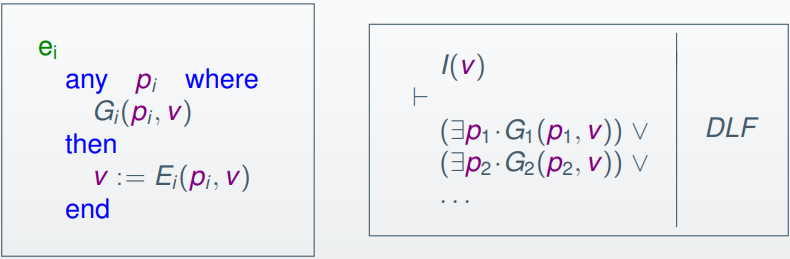 eᵢ
any pᵢ where
Gᵢ(pᵢ, v)
then
v := Eᵢ(pᵢ, v)
end
I(v)
⊢
(∃p₁·G₁(p₁, v)) ∨
(∃p₂·G₂(p₂, v)) ∨
...
DLF